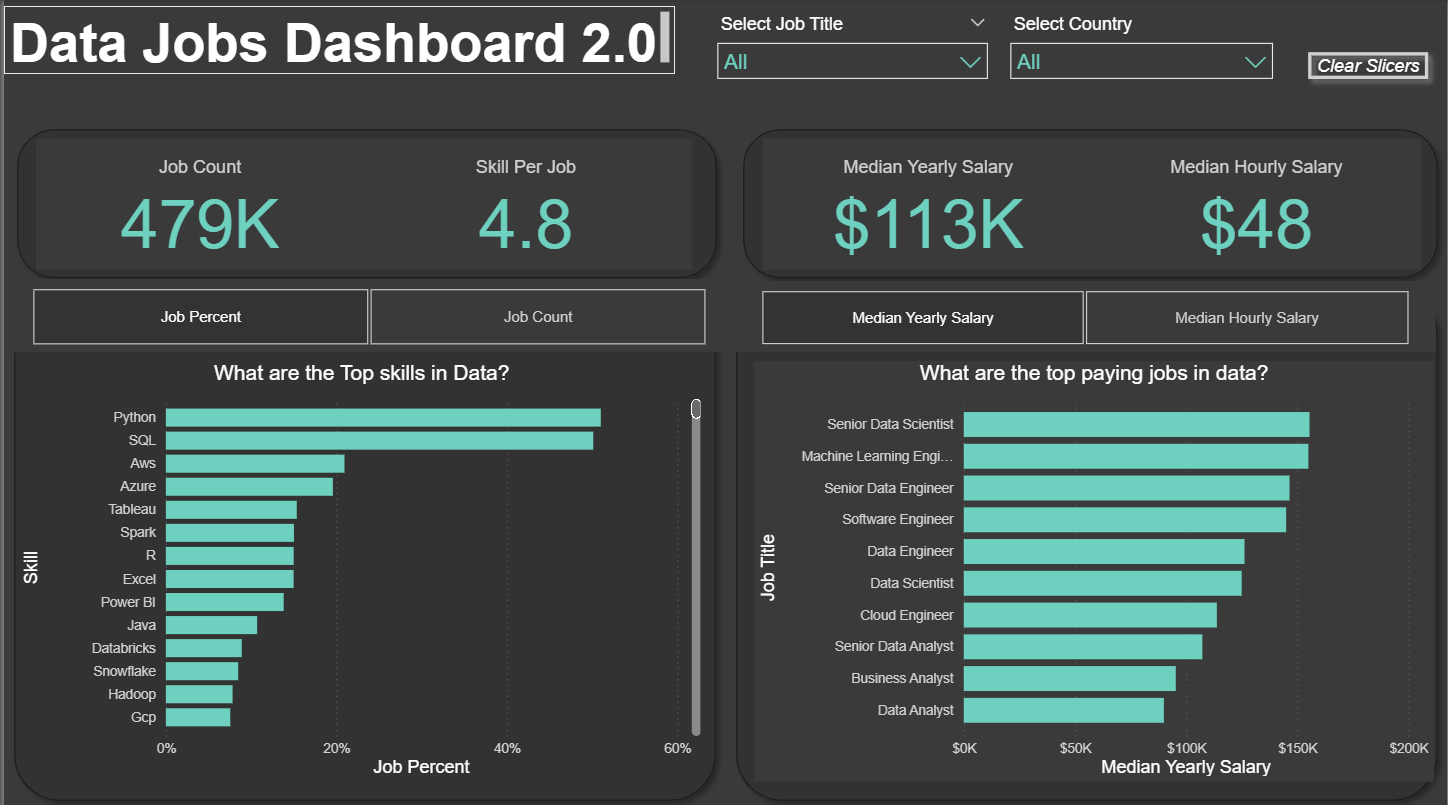 Data Jobs Dashboard 2.0
Select Job Title
All
Select Country
All
Clear Slicers
Job Count
479K
Skill Per Job
4.8
Median Yearly Salary
$113K
Median Hourly Salary
$48
Job Percent
Job Count
Median Yearly Salary
Median Hourly Salary
What are the Top skills in Data?
Skill
Python
SQL
Aws
Azure
Tableau
Spark
R
Excel
Power BI
Java
Databricks
Snowflake
Hadoop
Gcp
0%
20%
40%
60%
Job Percent
What are the top paying jobs in data?
Job Title
Senior Data Scientist
Machine Learning Engi…
Senior Data Engineer
Software Engineer
Data Engineer
Data Scientist
Cloud Engineer
Senior Data Analyst
Business Analyst
Data Analyst
$0K
$50K
$100K
$150K
$200K
Median Yearly Salary